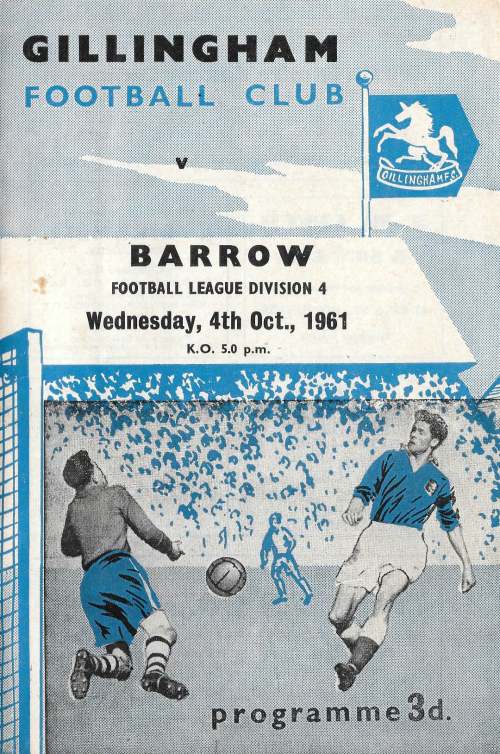 GILLINGHAM
FOOTBALL CLUB
v
GILLINGHAM F.C.
BARROW
FOOTBALL LEAGUE DIVISION 4
Wednesday, 4th Oct., 1961
K.O. 5.0 p.m.
programme 3d.